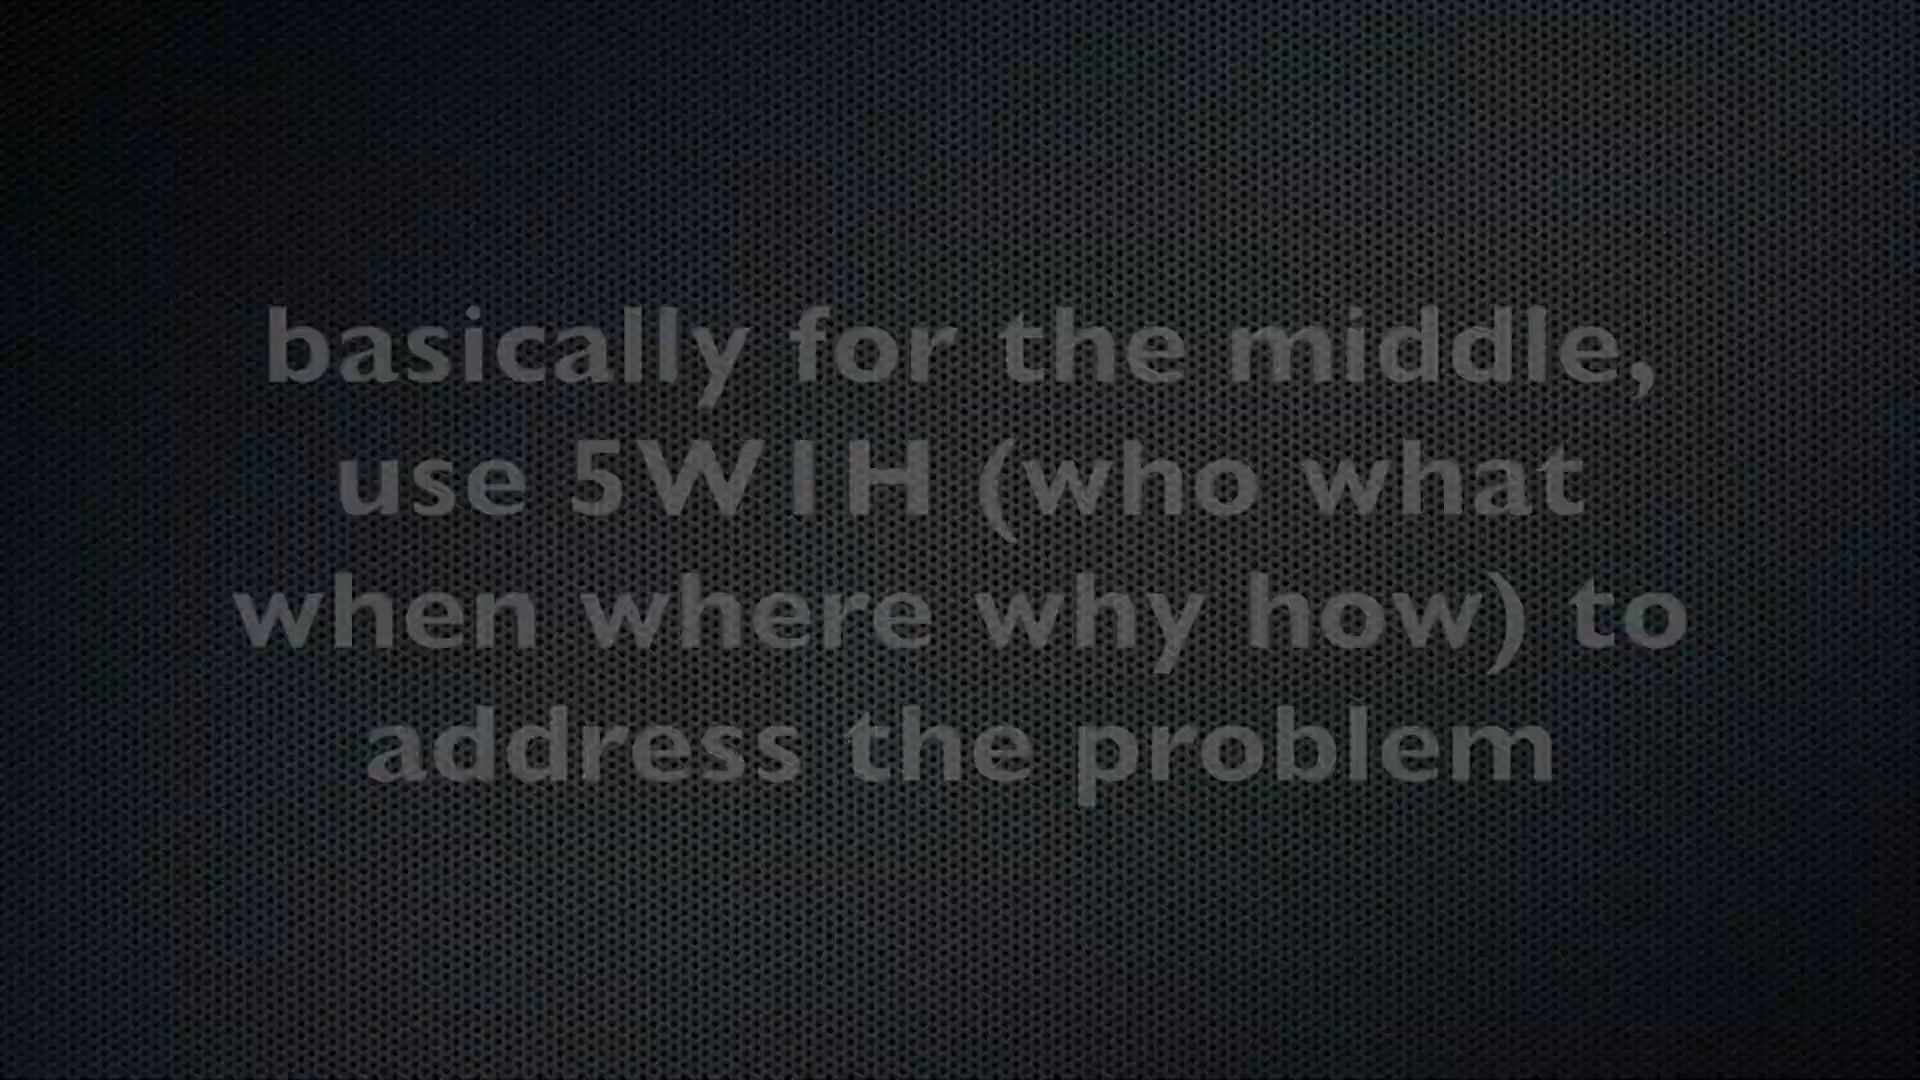 basically for the middle,
use 5W1H (who what
when where why how) to
address the problem